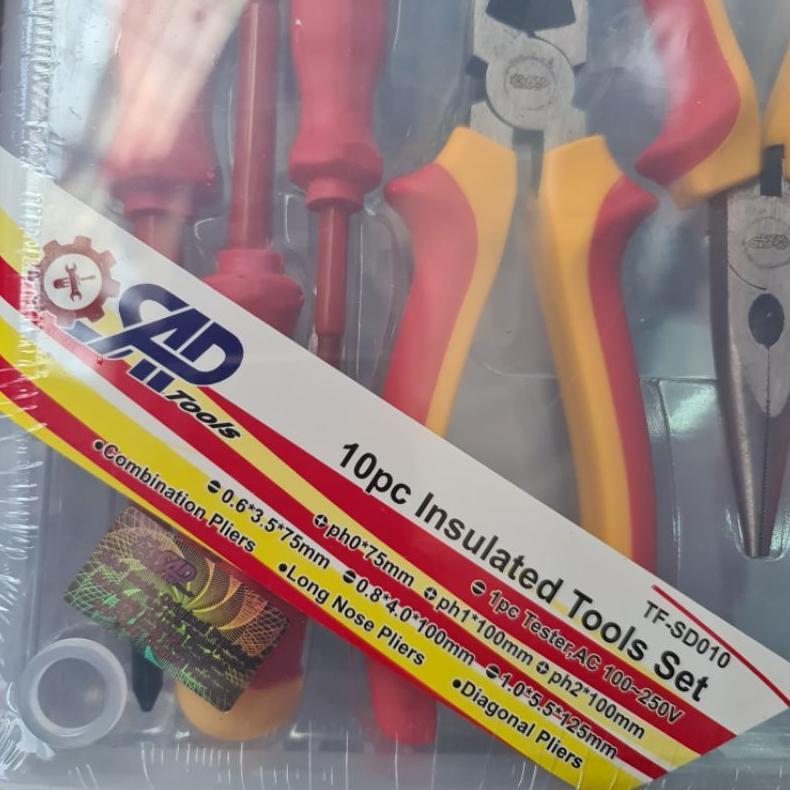 SAD
Tools
10pc Insulated Tools Set
TF-SD010
1pc Tester,AC 100~250V
ph0*75mm ph1*100mm ph2*100mm
0.6*3.5*75mm 0.8*4.0*100mm 1.0*5.5*125mm
•Combination Pliers •Long Nose Pliers •Diagonal Pliers
SAD